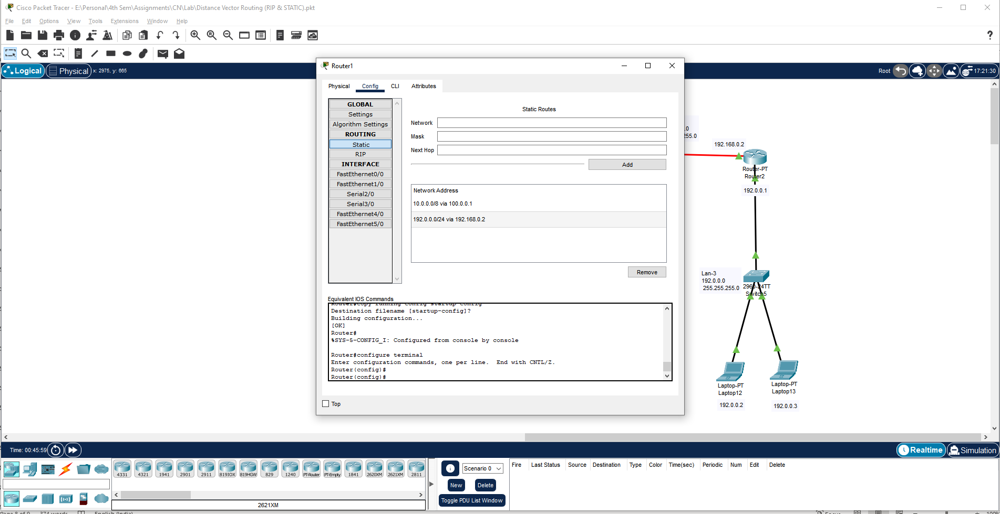 Cisco Packet Tracer - E:\Personal\4th Sem\Assignments\CN\Lab\Distance Vector Routing (RIP & STATIC).pkt
File Edit Options View Tools Extensions Window Help
Logical Physical x: 2975, y: 665 Root 17:21:30
Router1
Physical Config CLI Attributes
GLOBAL
Settings
Algorithm Settings
ROUTING
Static
RIP
INTERFACE
FastEthernet0/0
FastEthernet1/0
Serial2/0
Serial3/0
FastEthernet4/0
FastEthernet5/0
Static Routes
Network
Mask
Next Hop
Add
Network Address
10.0.0.0/8 via 100.0.0.1
192.0.0.0/24 via 192.168.0.2
Remove
Equivalent IOS Commands
Router#copy running-config startup-config
Destination filename [startup-config]?
Building configuration...
[OK]
Router#
%SYS-5-CONFIG_I: Configured from console by console
Router#configure terminal
Enter configuration commands, one per line.  End with CNTL/Z.
Router(config)#
Router(config)#
Top
.0
255.0
192.168.0.2
Router-PT
Router2
192.0.0.1
Lan-3
192.0.0.0
255.255.255.0
2960-24TT
Switch5
Laptop-PT
Laptop12
192.0.0.2
Laptop-PT
Laptop13
192.0.0.3
Time: 00:45:59 Realtime Simulation
4331 4321 1941 2901 2911 819IOX 819HGW 829 1240 PT-Router PT-Empty 1841 2620XM 2621XM 2811
2621XM
Scenario 0
New Delete
Toggle PDU List Window
Fire Last Status Source Destination Type Color Time(sec) Periodic Num Edit Delete